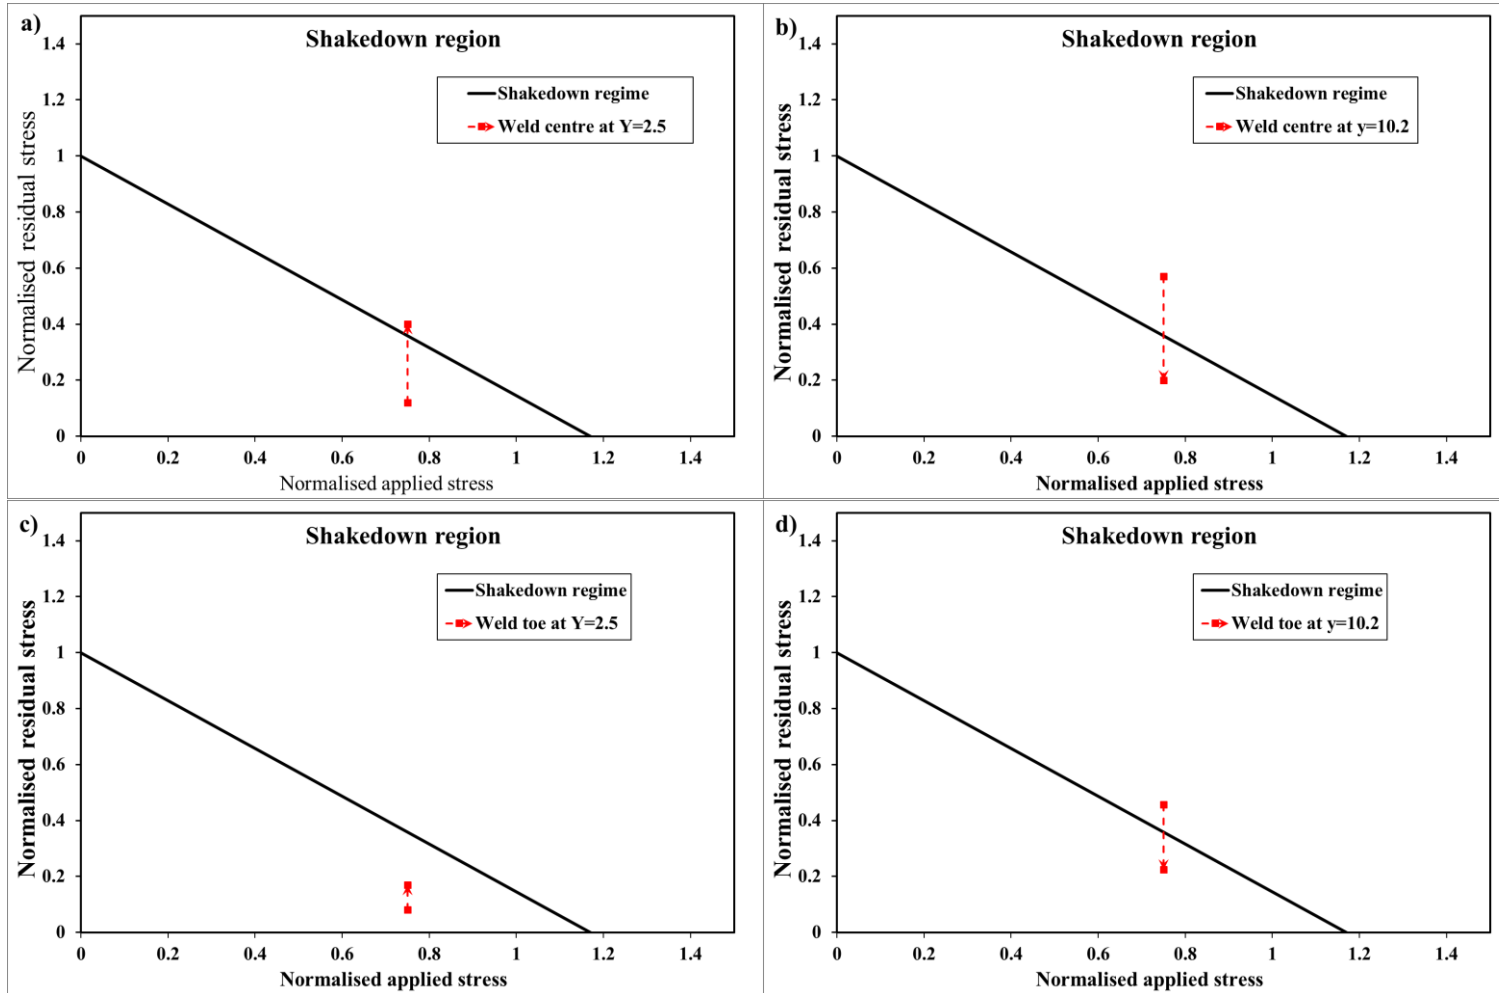 a)
Shakedown region
Shakedown regime
Weld centre at Y=2.5
Normalised residual stress
1.4
1.2
1
0.8
0.6
0.4
0.2
0
0 0.2 0.4 0.6 0.8 1 1.2 1.4
Normalised applied stress
b)
Shakedown region
Shakedown regime
Weld centre at y=10.2
Normalised residual stress
1.4
1.2
1
0.8
0.6
0.4
0.2
0
0 0.2 0.4 0.6 0.8 1 1.2 1.4
Normalised applied stress
c)
Shakedown region
Shakedown regime
Weld toe at Y=2.5
Normalised residual stress
1.4
1.2
1
0.8
0.6
0.4
0.2
0
0 0.2 0.4 0.6 0.8 1 1.2 1.4
Normalised applied stress
d)
Shakedown region
Shakedown regime
Weld toe at y=10.2
Normalised residual stress
1.4
1.2
1
0.8
0.6
0.4
0.2
0
0 0.2 0.4 0.6 0.8 1 1.2 1.4
Normalised applied stress